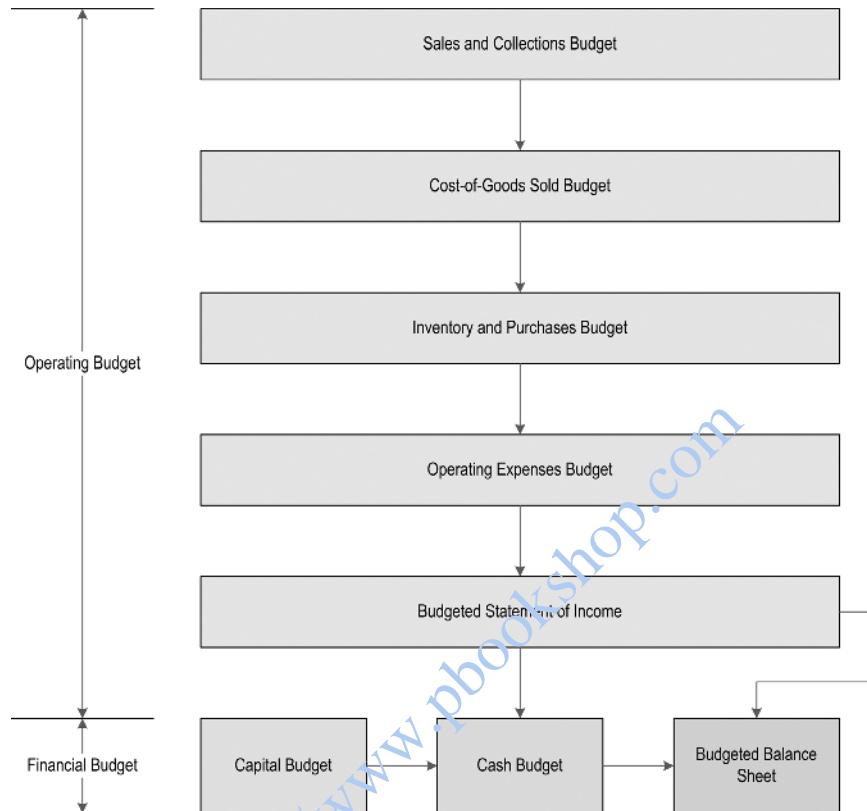 Sales and Collections Budget
Cost-of-Goods Sold Budget
Inventory and Purchases Budget
Operating Budget
Operating Expenses Budget
Budgeted Statement of Income
Financial Budget
Capital Budget
Cash Budget
Budgeted Balance
Sheet
www.pbookshop.com